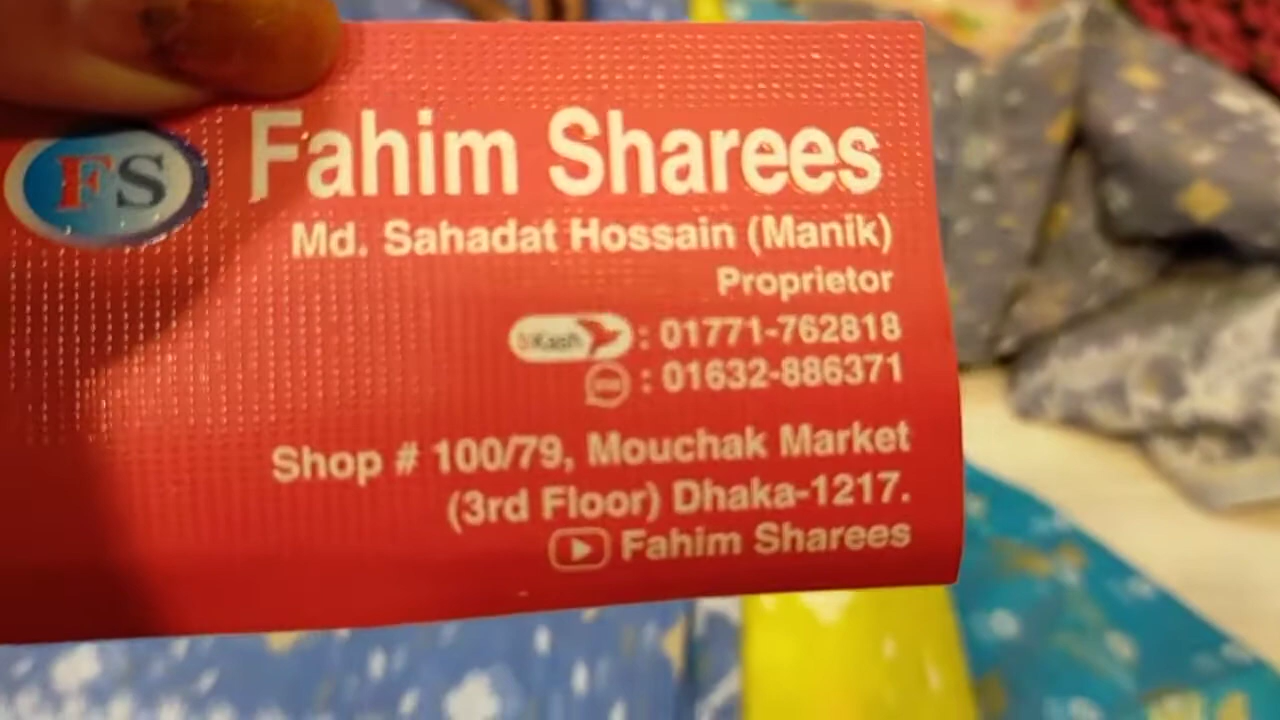 FS
Fahim Sharees
Md. Sahadat Hossain (Manik)
Proprietor
bKash : 01771-762818
: 01632-886371
Shop # 100/79, Mouchak Market
(3rd Floor) Dhaka-1217.
Fahim Sharees